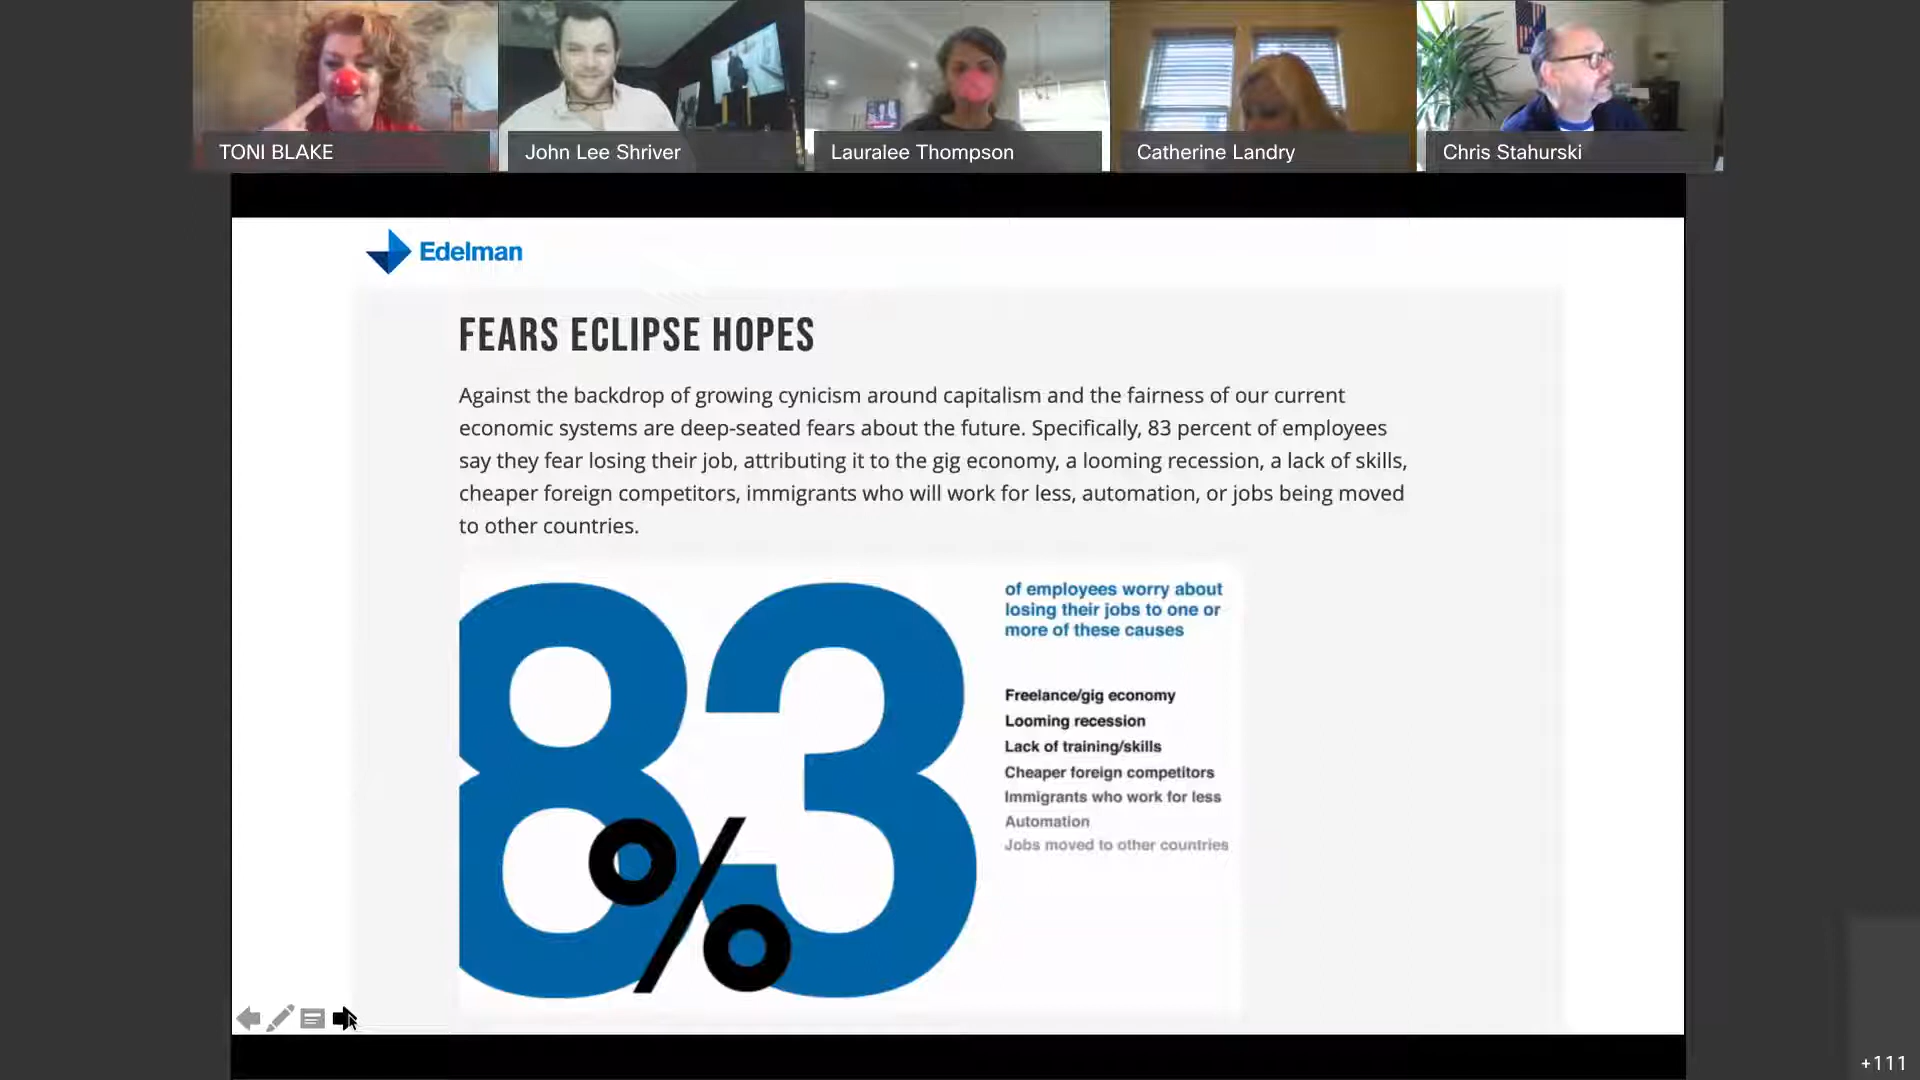 TONI BLAKE
John Lee Shriver
Lauralee Thompson
Catherine Landry
Chris Stahurski
Edelman
FEARS ECLIPSE HOPES
Against the backdrop of growing cynicism around capitalism and the fairness of our current
economic systems are deep-seated fears about the future. Specifically, 83 percent of employees
say they fear losing their job, attributing it to the gig economy, a looming recession, a lack of skills,
cheaper foreign competitors, immigrants who will work for less, automation, or jobs being moved
to other countries.
83%
of employees worry about
losing their jobs to one or
more of these causes
Freelance/gig economy
Looming recession
Lack of training/skills
Cheaper foreign competitors
Immigrants who work for less
Automation
Jobs moved to other countries
+111